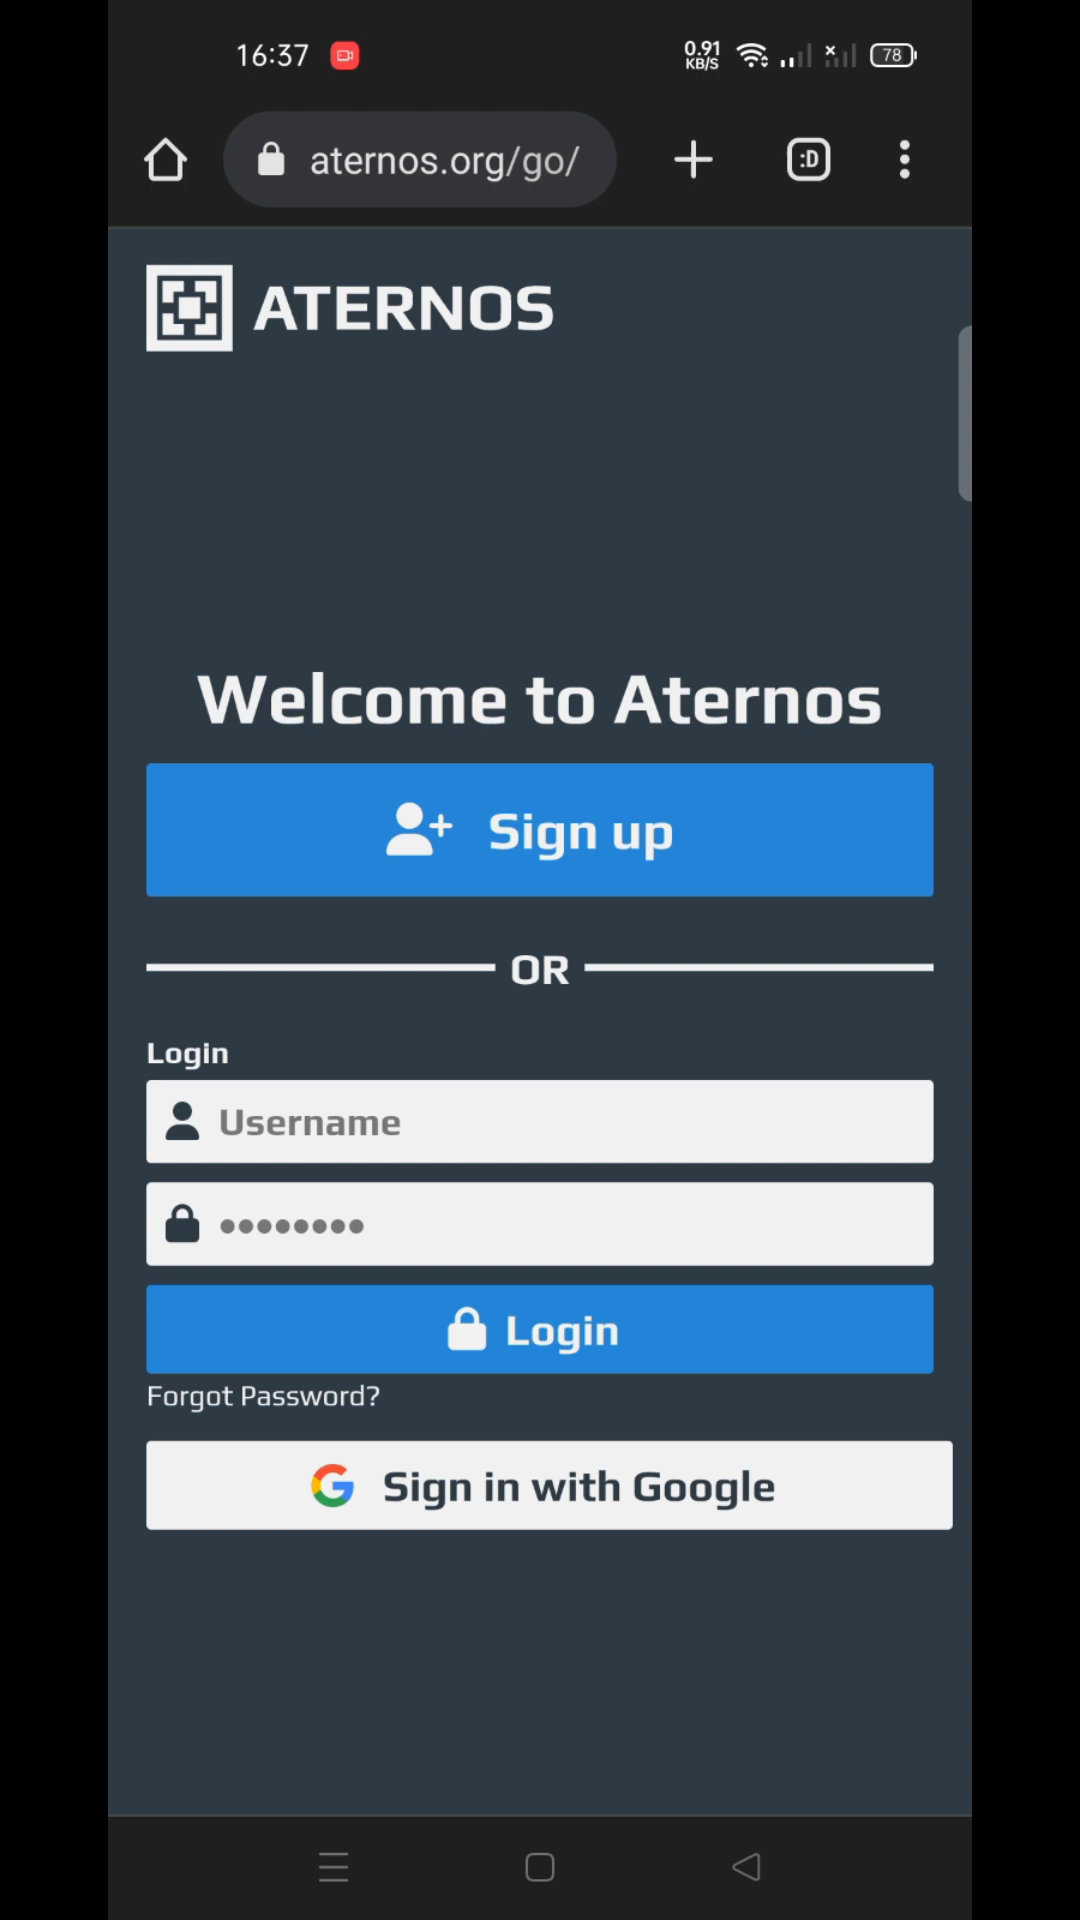 16:37 0.91 KB/S 78
aternos.org/go/ :D
ATERNOS
Welcome to Aternos
Sign up
OR
Login
Username
••••••••
Login
Forgot Password?
Sign in with Google